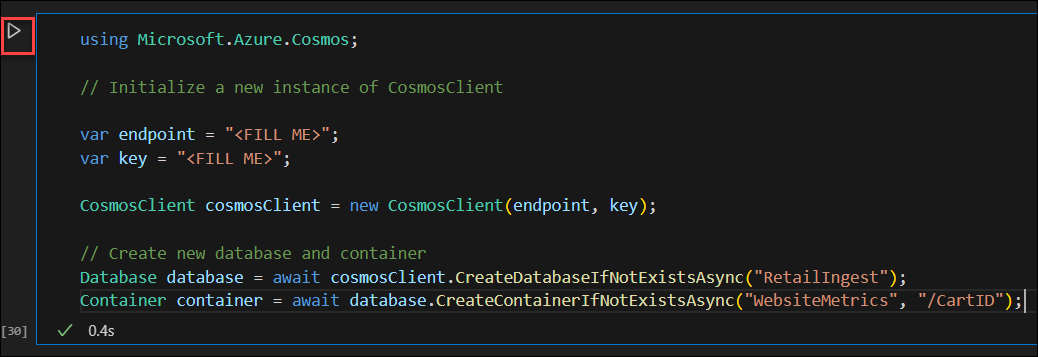 using Microsoft.Azure.Cosmos;
// Initialize a new instance of CosmosClient
var endpoint = "<FILL ME>";
var key = "<FILL ME>";
CosmosClient cosmosClient = new CosmosClient(endpoint, key);
// Create new database and container
Database database = await cosmosClient.CreateDatabaseIfNotExistsAsync("RetailIngest");
Container container = await database.CreateContainerIfNotExistsAsync("WebsiteMetrics", "/CartID");
[30] ✓ 0.4s